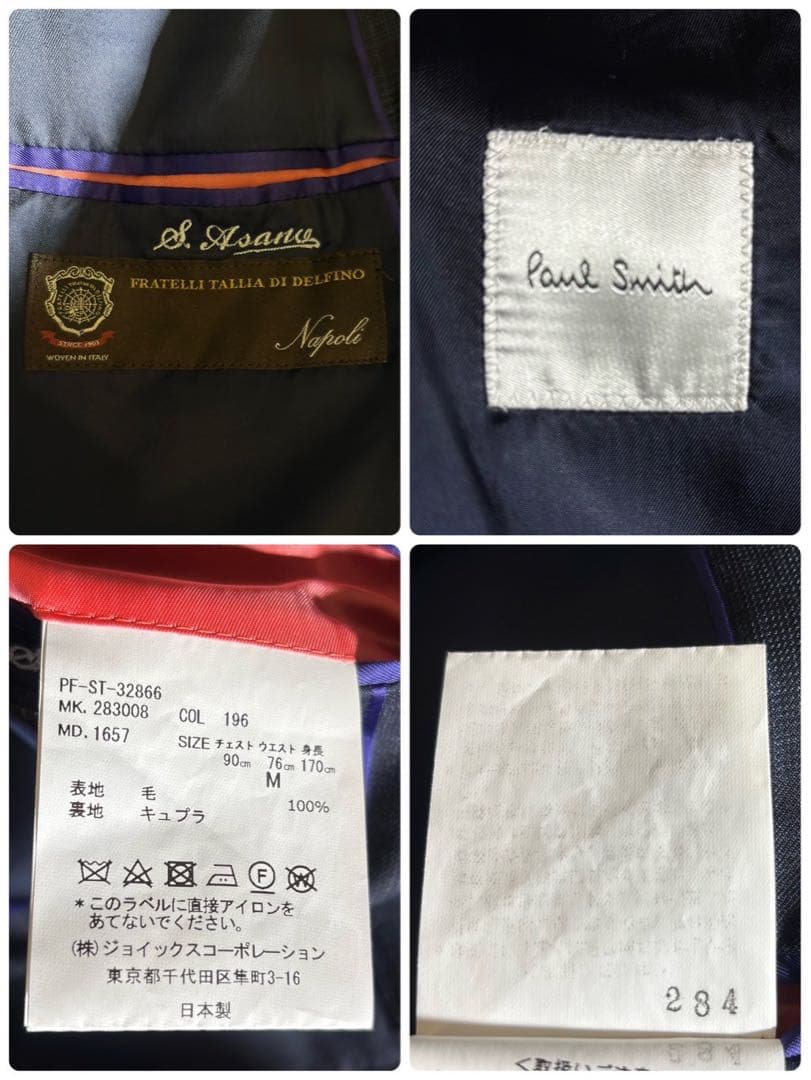 S. Asano
FRATELLI TALLIA DI DELFINO
Napoli
SINCE 1903
WOVEN IN ITALY
Paul Smith
PF-ST-32866
MK. 283008 COL 196
MD. 1657
SIZE チェスト ウエスト 身長
90cm 76cm 170cm
M
表地 毛 100%
裏地 キュプラ
F
W
*このラベルに直接アイロンを
あてないでください。
(株)ジョイックスコーポレーション
東京都千代田区隼町3-16
日本製
284